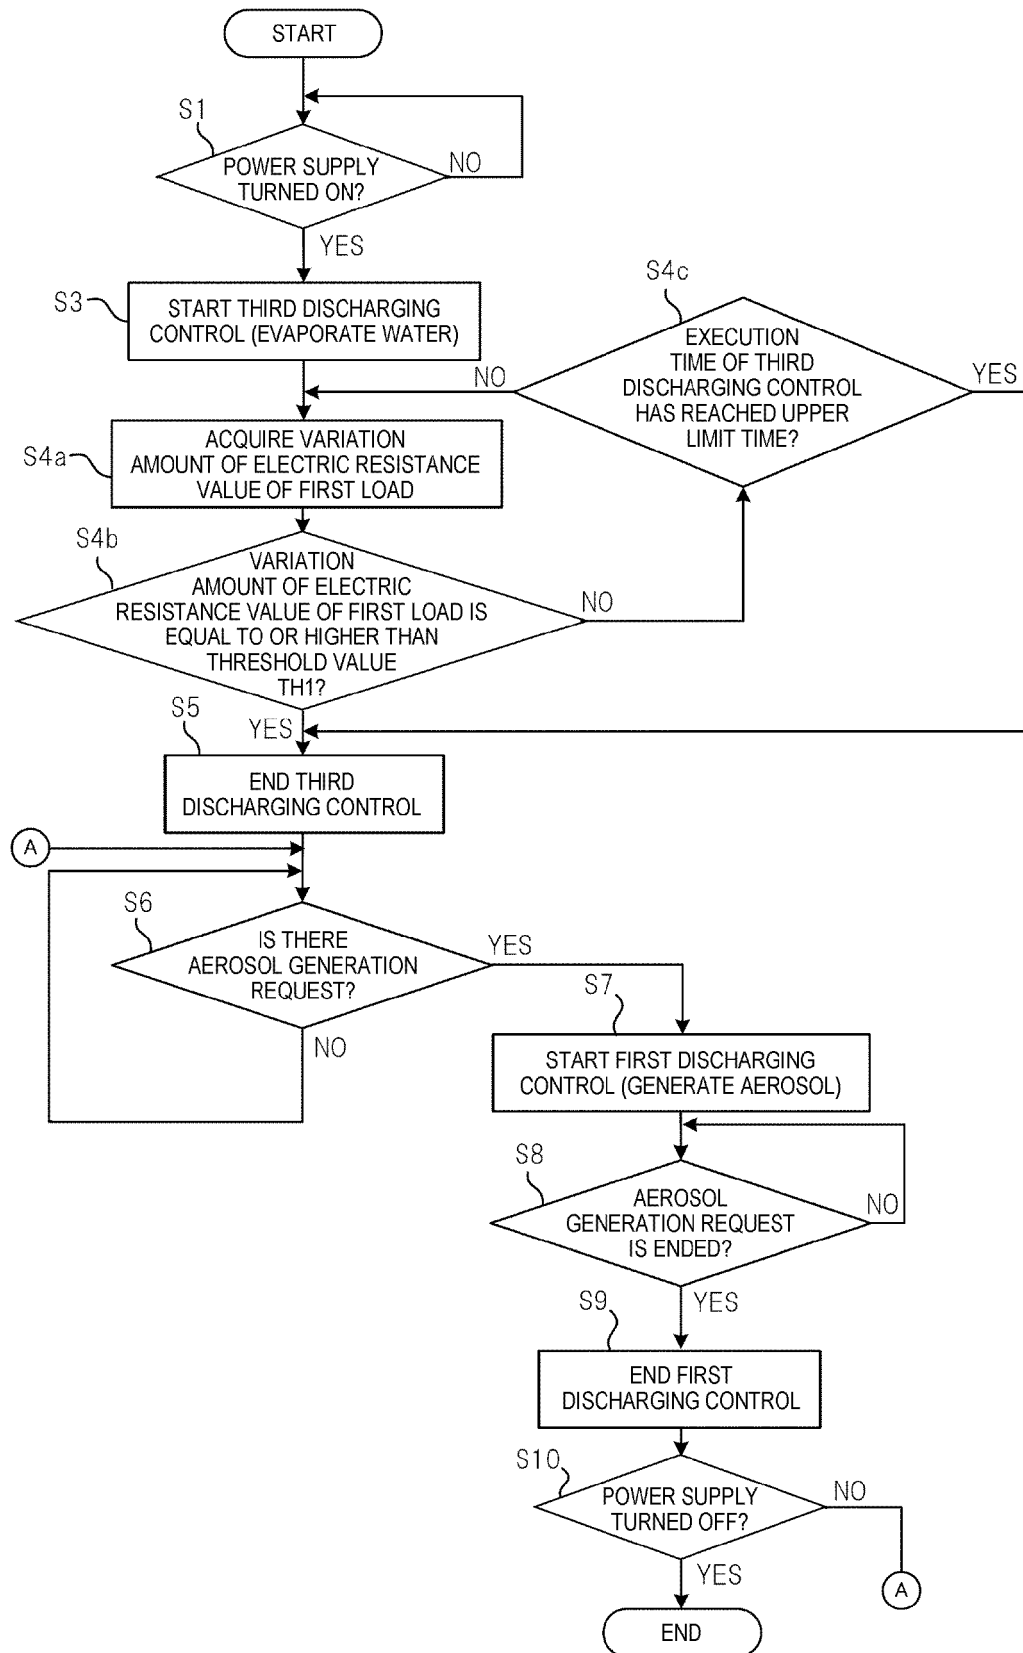 START
S1
POWER SUPPLY
TURNED ON?
NO
YES
S3
START THIRD DISCHARGING
CONTROL (EVAPORATE WATER)
S4c
EXECUTION
TIME OF THIRD
DISCHARGING CONTROL
HAS REACHED UPPER
LIMIT TIME?
NO
YES
S4a
ACQUIRE VARIATION
AMOUNT OF ELECTRIC RESISTANCE
VALUE OF FIRST LOAD
S4b
VARIATION
AMOUNT OF ELECTRIC
RESISTANCE VALUE OF FIRST LOAD IS
EQUAL TO OR HIGHER THAN
THRESHOLD VALUE
TH1?
NO
YES
S5
END THIRD
DISCHARGING CONTROL
A
S6
IS THERE
AEROSOL GENERATION
REQUEST?
YES
NO
S7
START FIRST DISCHARGING
CONTROL (GENERATE AEROSOL)
S8
AEROSOL
GENERATION REQUEST
IS ENDED?
NO
YES
S9
END FIRST
DISCHARGING CONTROL
S10
POWER SUPPLY
TURNED OFF?
NO
YES
A
END